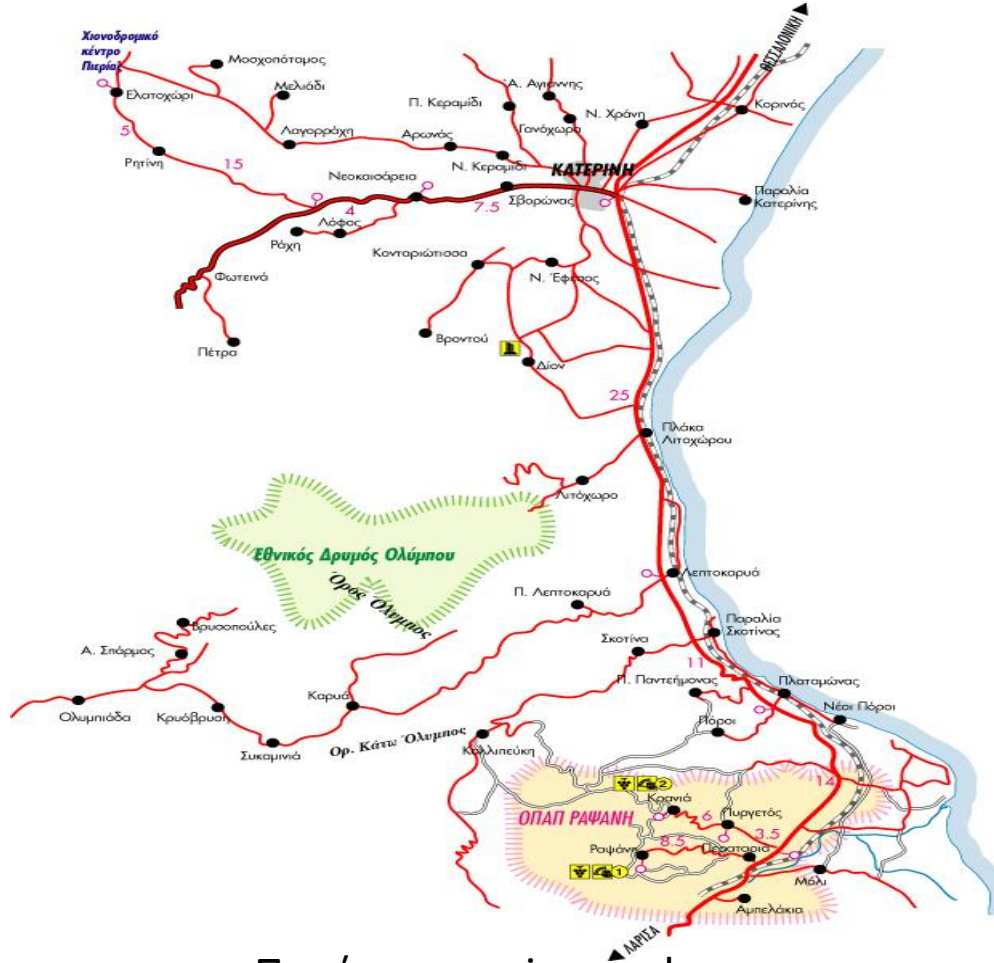 ΘΕΣΣΑΛΟΝΙΚΗ
Χιονοδρομικό
κέντρο
Πιερίας
Μοσχοπόταμος
Ελατοχώρι
Μελιάδι
Ά. Αγιαννης
Π. Κεραμίδι
Κορινός
Ν. Χράνη
Γανόχωρα
5
Λαγορράχη
Αρωνάς
Ρητίνη
15
Ν. Κεραμίδι
ΚΑΤΕΡΙΝΗ
Νεοκαισάρεια
4
7.5
Σβορώνας
Παραλία
Κατερίνης
Λόφος
Ράχη
Κονταριώτισσα
Ν. Έφεσος
Φωτεινά
Βροντού
Πέτρα
Δίον
25
Πλάκα
Λιτοχώρου
Λιτόχωρο
Εθνικός Δρυμός Ολύμπου
Όρος Όλυμπος
Λεπτοκαρυά
Π. Λεπτοκαρυά
Βρυσοπούλες
Παραλία
Σκοτίνας
Σκοτίνα
Α. Σπάρμος
11
Π. Παντεήμονας
Πλαταμώνας
Καρυά
Νέοι Πόροι
Ολυμπιάδα
Κρυόβρυση
Πόροι
Συκαμινιά
Ορ. Κάτω Όλυμπος
Καλλιπεύκη
14
2
Κρανιά
ΟΠΑΠ ΡΑΨΑΝΗ
6
Πυργετός
3.5
8.5
Ραψάνη
Περαταριά
1
Μάλι
Αμπελάκια
ΛΑΡΙΣΑ